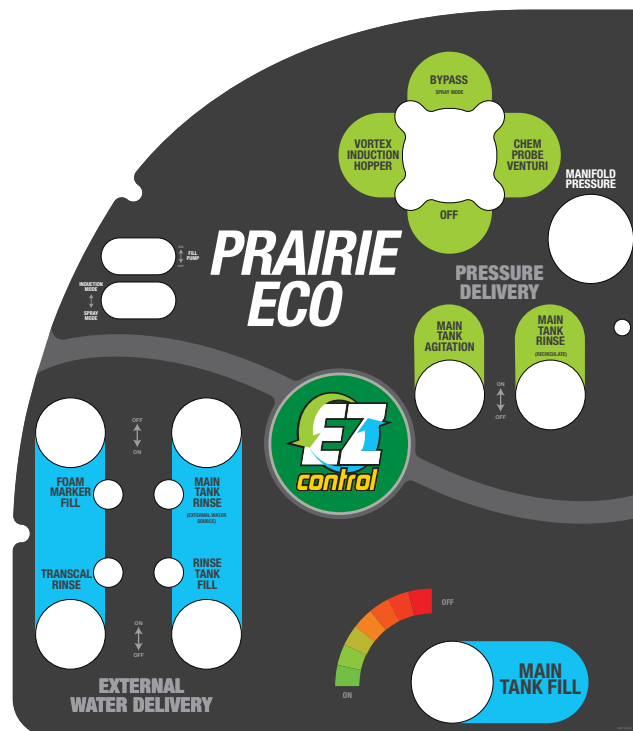 BYPASS
SPRAY MODE
VORTEX
INDUCTION
HOPPER
CHEM
PROBE
VENTURI
OFF
MANIFOLD
PRESSURE
FILL
PUMP
INDUCTION
MODE
SPRAY
MODE
PRAIRIE
ECO
PRESSURE
DELIVERY
MAIN
TANK
AGITATION
MAIN
TANK
RINSE
(RECIRCULATE)
ON
OFF
EZ
control
OFF
ON
FOAM
MARKER
FILL
MAIN
TANK
RINSE
(EXTERNAL WATER
SOURCE)
TRANSCAL
RINSE
RINSE
TANK
FILL
ON
OFF
EXTERNAL
WATER DELIVERY
OFF
ON
MAIN
TANK FILL